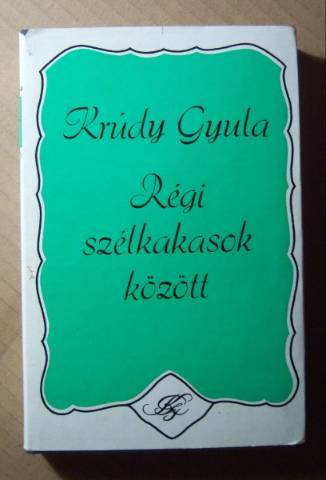 Krúdy Gyula
Régi
szélkakasok
között